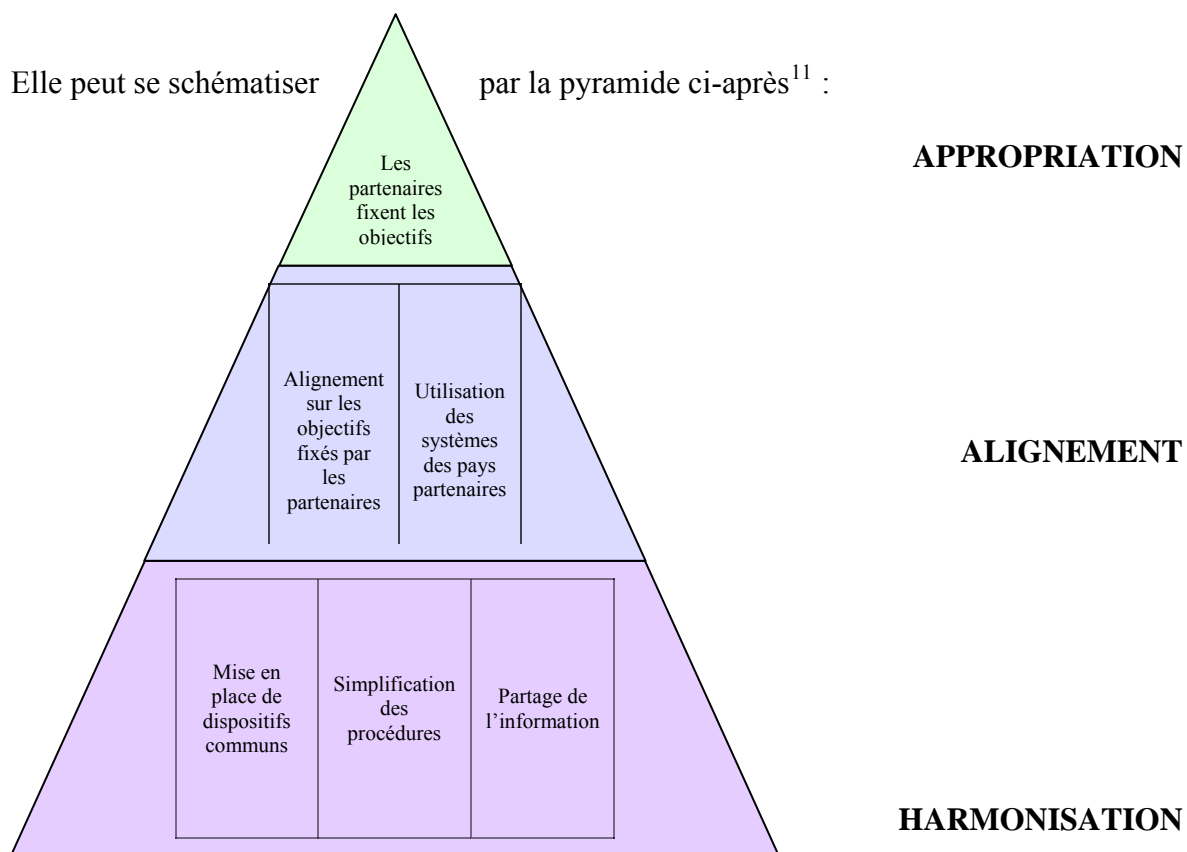 Elle peut se schématiser par la pyramide ci-après11 :
APPROPRIATION
Les
partenaires
fixent les
objectifs
Alignement
sur les
objectifs
fixés par
les
partenaires
Utilisation
des
systèmes
des pays
partenaires
ALIGNEMENT
Mise en
place de
dispositifs
communs
Simplification
des
procédures
Partage de
l’information
HARMONISATION